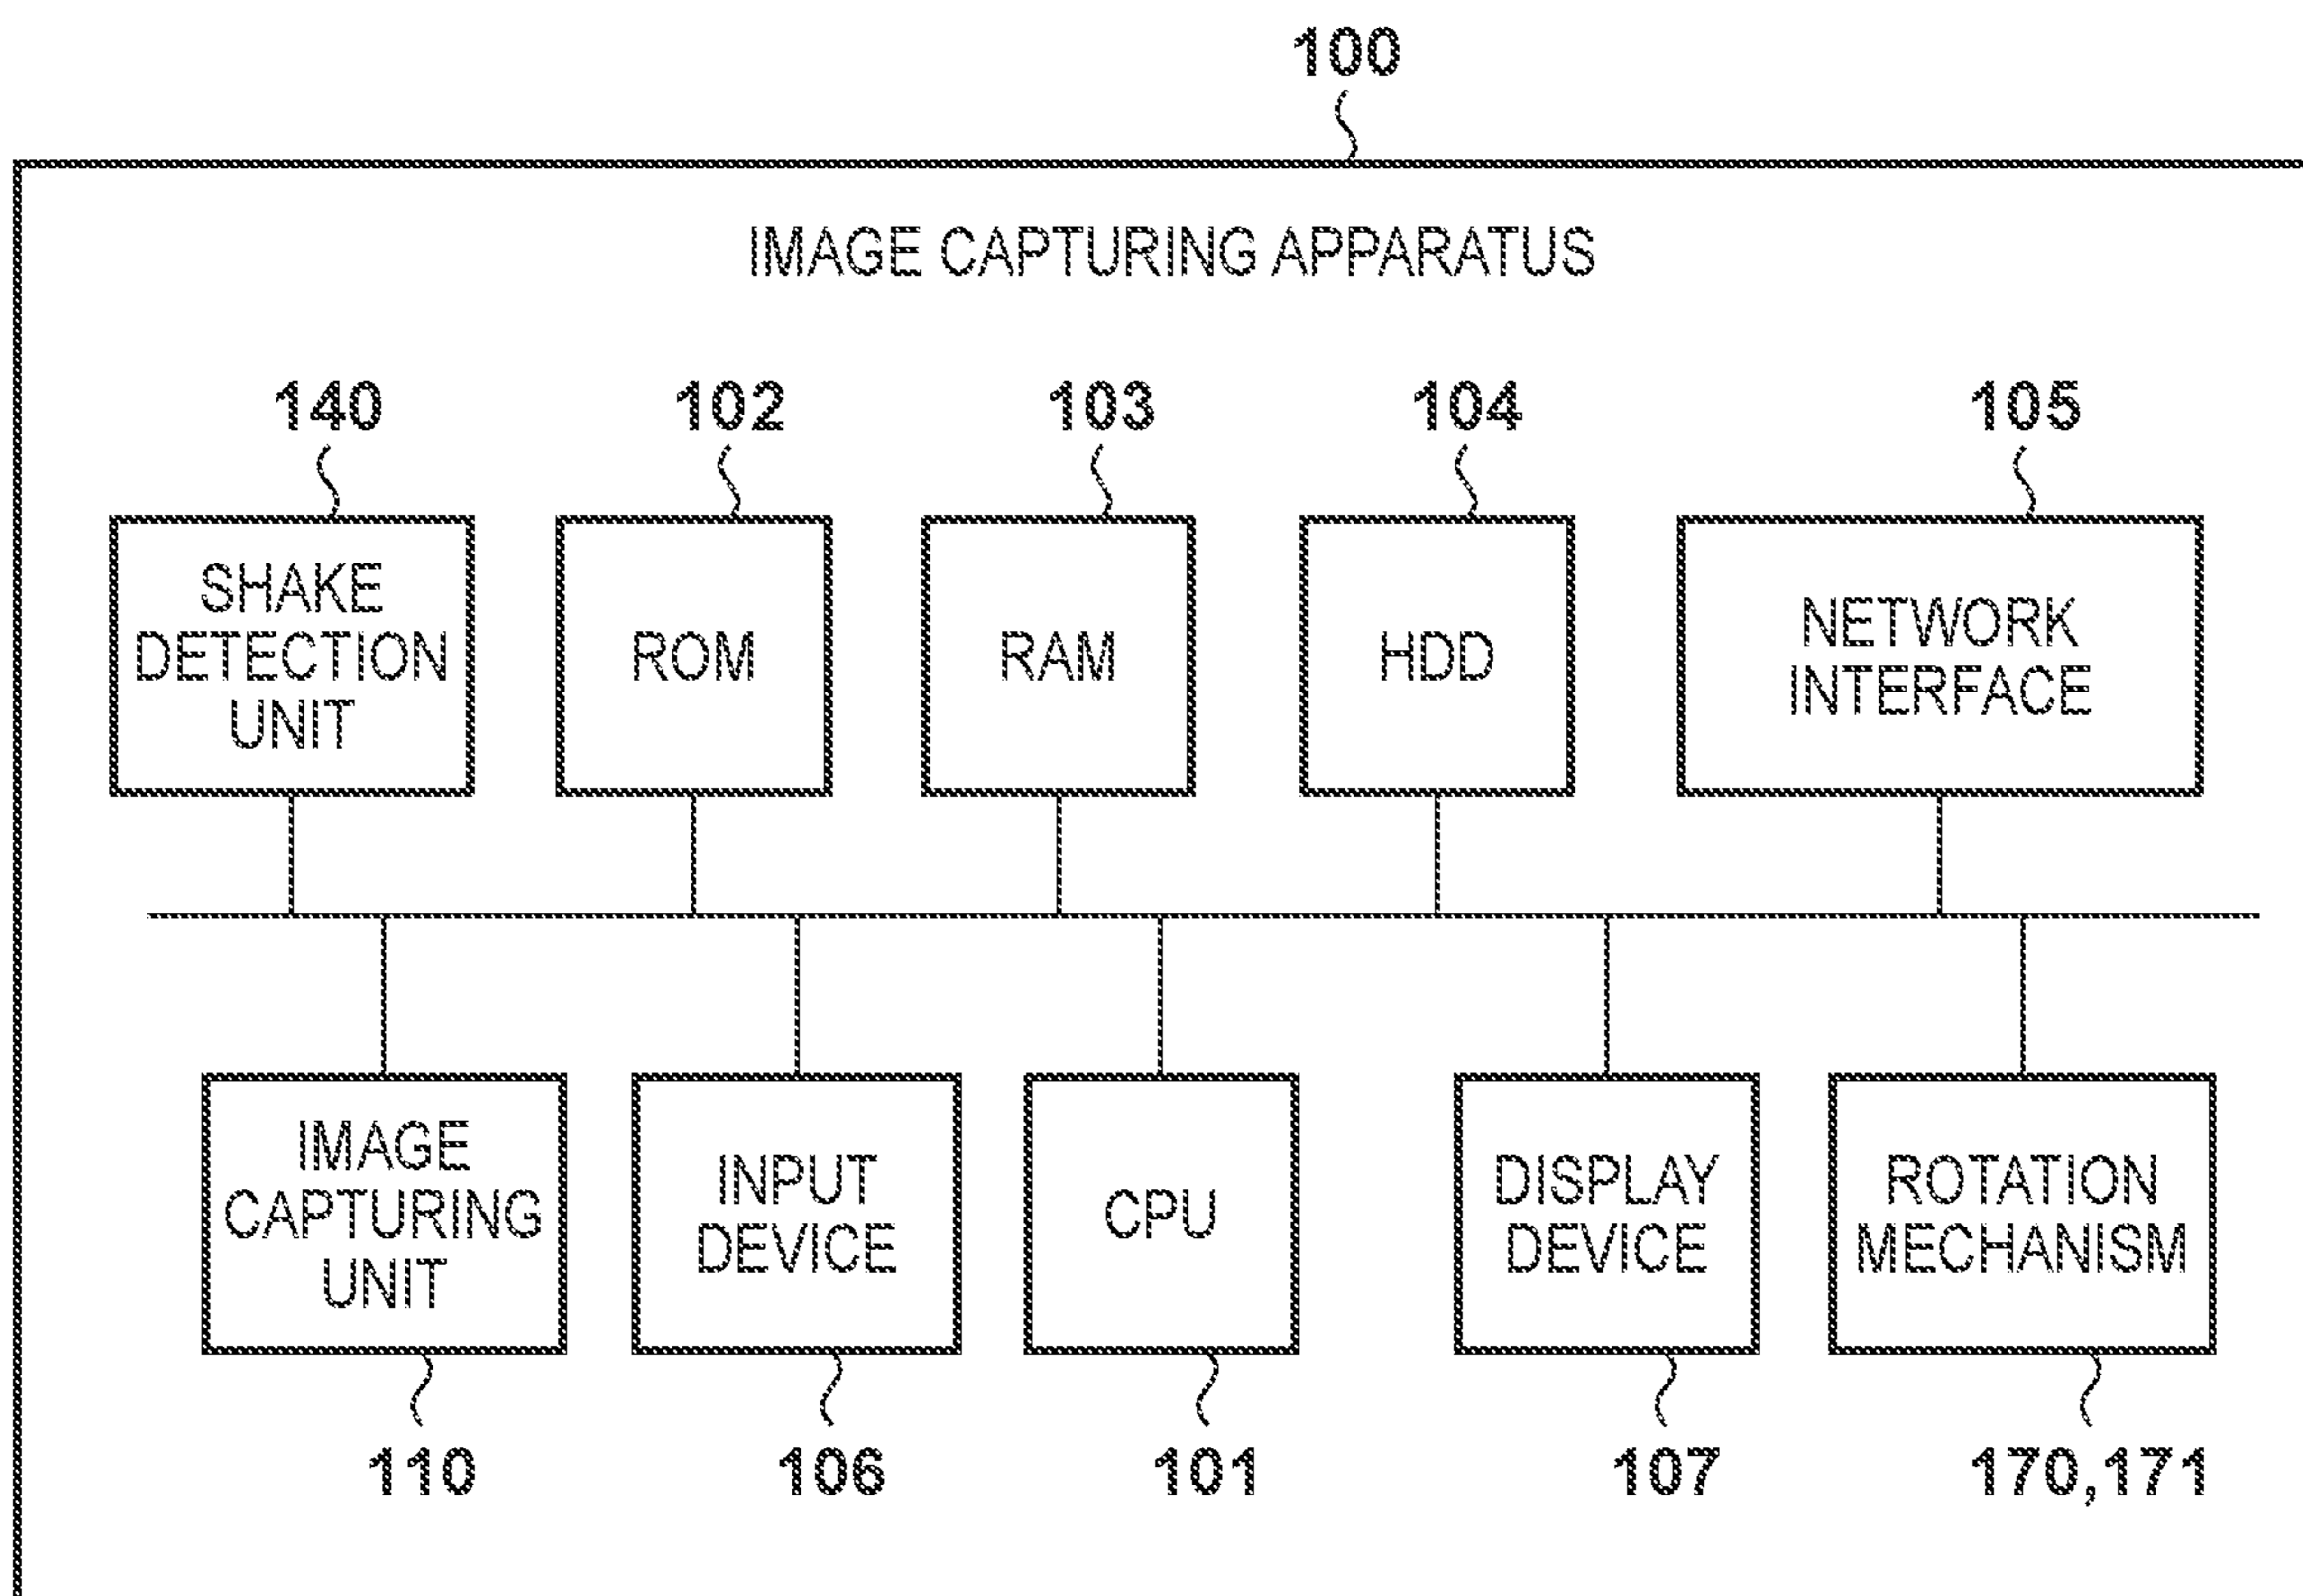 100
IMAGE CAPTURING APPARATUS
140
102
103
104
105
SHAKE
DETECTION
UNIT
ROM
RAM
HDD
NETWORK
INTERFACE
IMAGE
CAPTURING
UNIT
INPUT
DEVICE
CPU
DISPLAY
DEVICE
ROTATION
MECHANISM
110
106
101
107
170,171